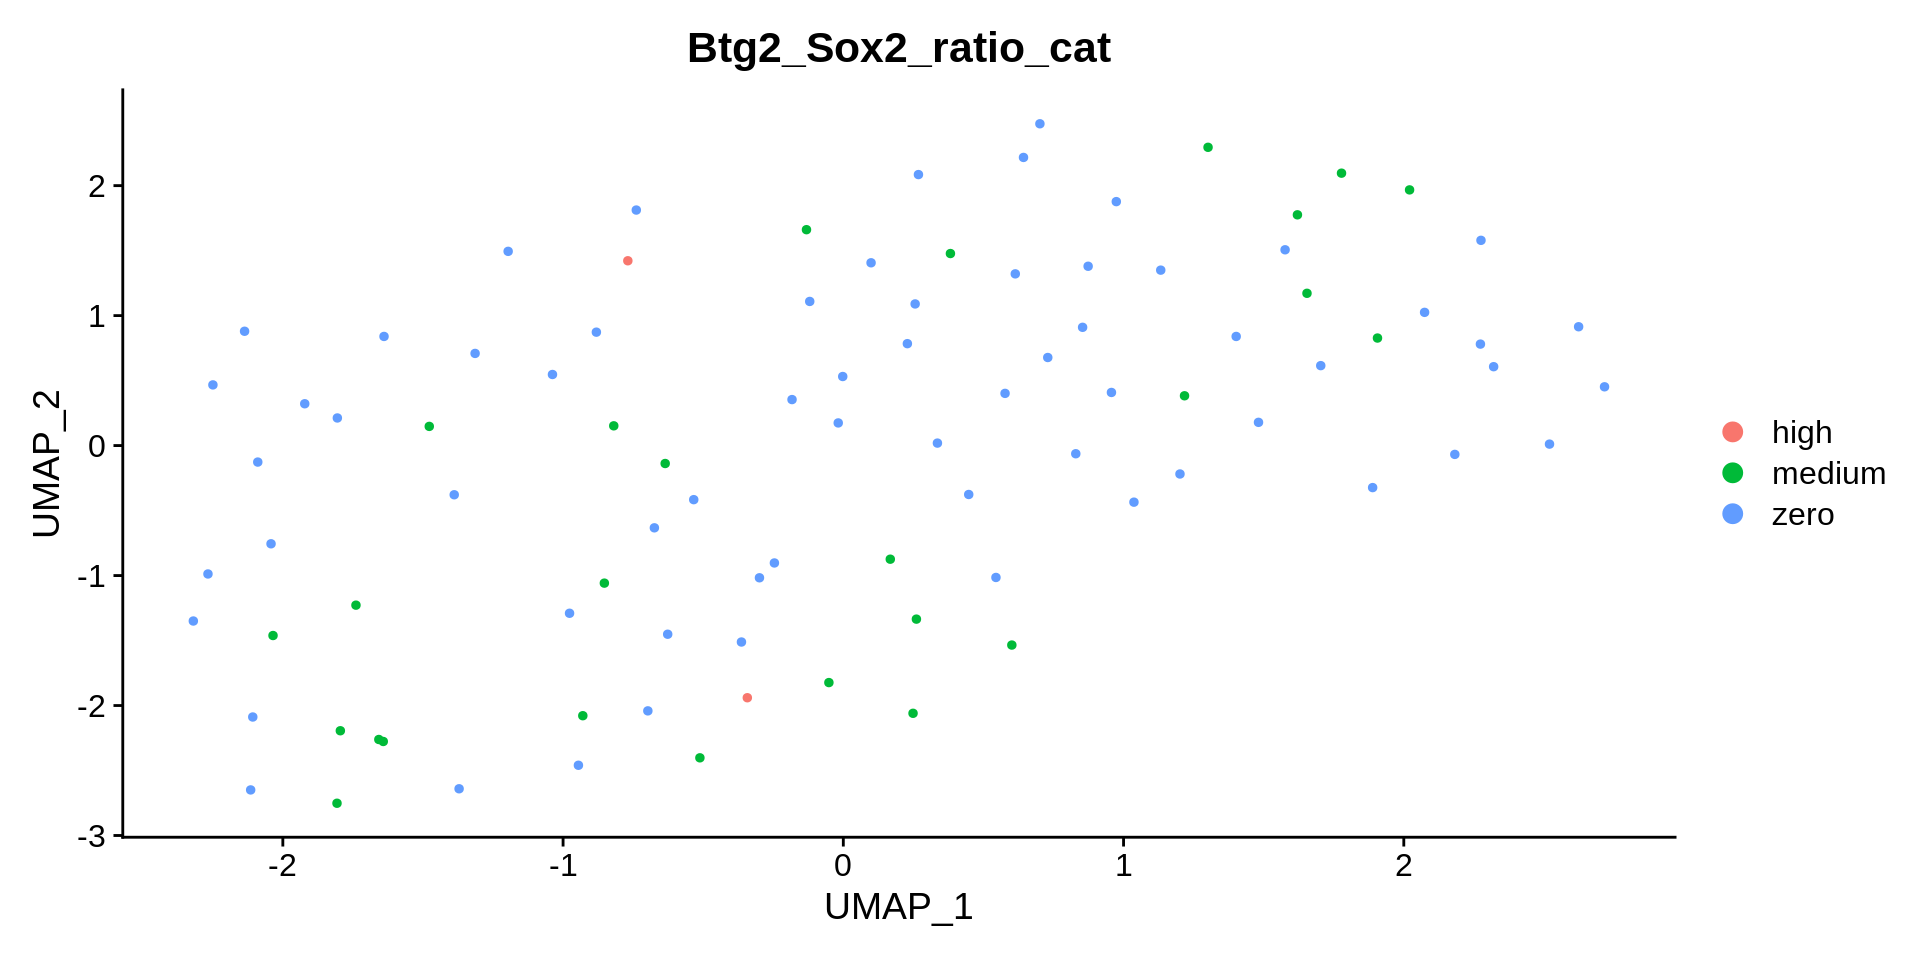 Btg2_Sox2_ratio_cat
UMAP_2
2
1
0
-1
-2
-3
-2
-1
0
1
2
UMAP_1
high
medium
zero